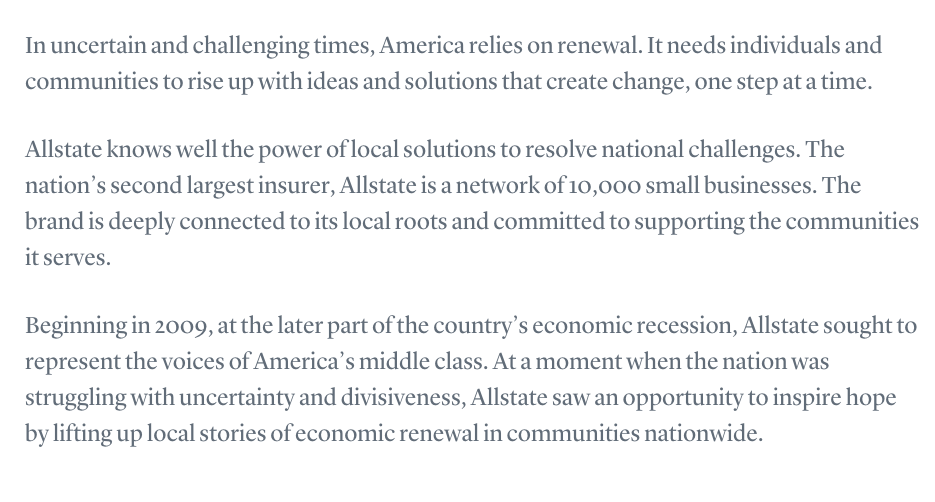 In uncertain and challenging times, America relies on renewal. It needs individuals and
communities to rise up with ideas and solutions that create change, one step at a time.
Allstate knows well the power of local solutions to resolve national challenges. The
nation’s second largest insurer, Allstate is a network of 10,000 small businesses. The
brand is deeply connected to its local roots and committed to supporting the communities
it serves.
Beginning in 2009, at the later part of the country’s economic recession, Allstate sought to
represent the voices of America’s middle class. At a moment when the nation was
struggling with uncertainty and divisiveness, Allstate saw an opportunity to inspire hope
by lifting up local stories of economic renewal in communities nationwide.